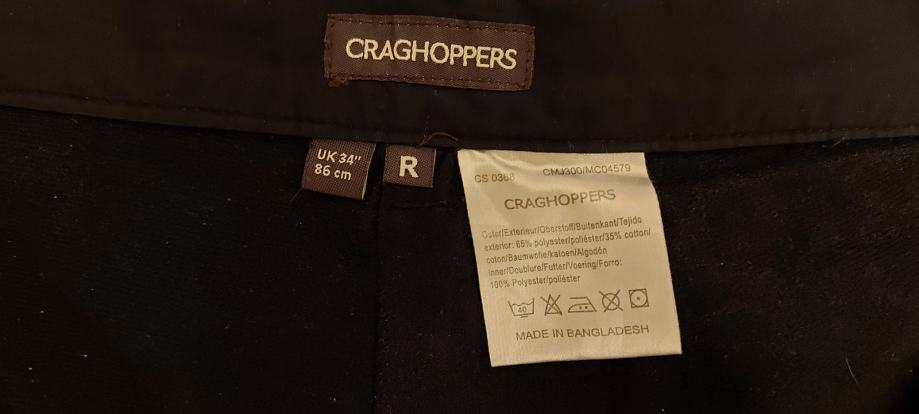 CRAGHOPPERS
UK 34"
86 cm
R
CS 0368 CMJ300/MC04579
CRAGHOPPERS
Outer/Exterieur/Oberstoff/Buitenkant/Tejido
exterior: 65% polyester/poliéster/35% cotton/
coton/Baumwolle/katoen/Algodón
Inner/Doublure/Futter/Voering/Forro:
100% Polyester/poliéster
40
MADE IN BANGLADESH